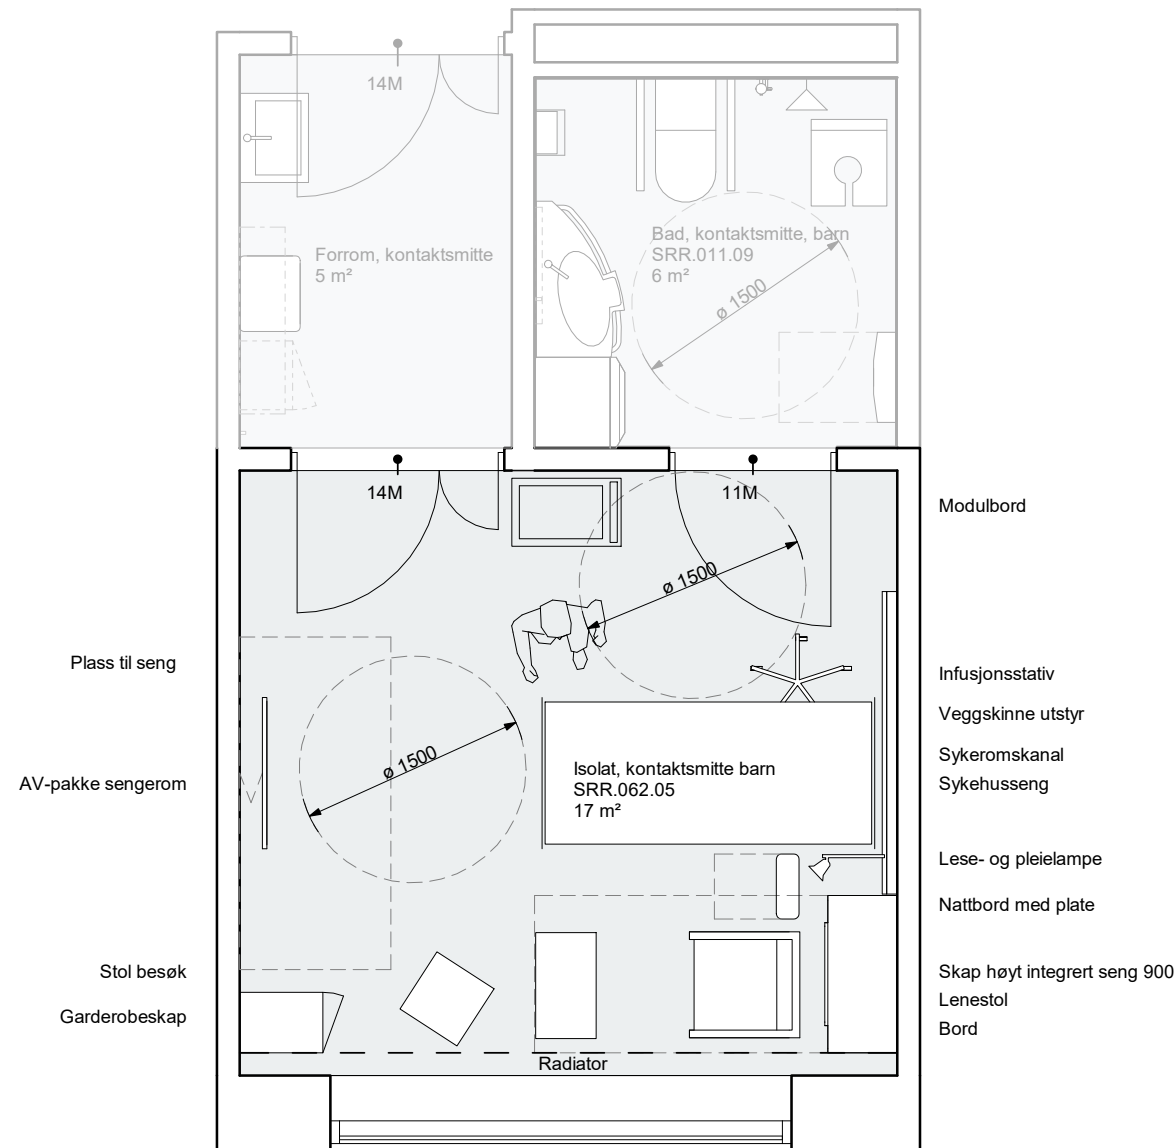 14M
Forrom, kontaktsmitte
5 m²
Bad, kontaktsmitte, barn
SRR.011.09
6 m²
ø 1500
14M
11M
Modulbord
ø 1500
Plass til seng
Infusjonsstativ
Veggskinne utstyr
ø 1500
Sykeromskanal
AV-pakke sengerom
Isolat, kontaktsmitte barn
SRR.062.05
17 m²
Sykehusseng
Lese- og pleielampe
Nattbord med plate
Stol besøk
Skap høyt integrert seng 900
Lenestol
Garderobeskap
Bord
Radiator